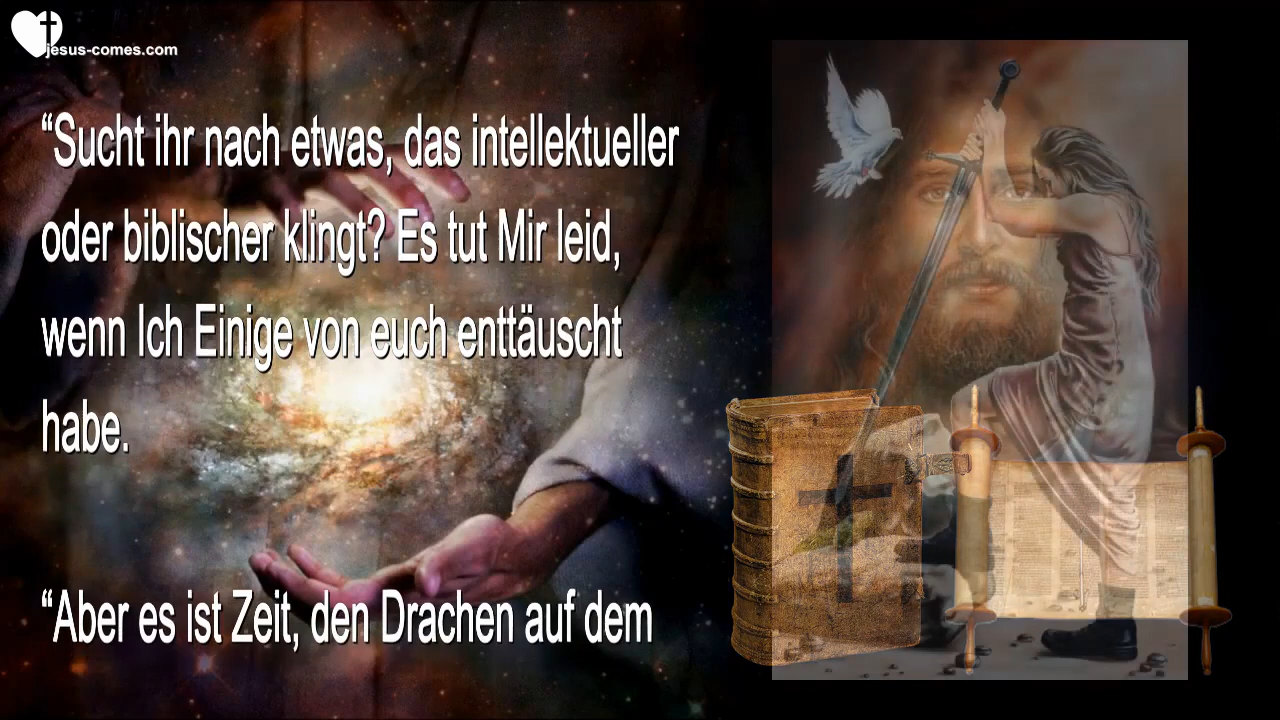 jesus-comes.com
“Sucht ihr nach etwas, das intellektueller
oder biblischer klingt? Es tut Mir leid,
wenn Ich Einige von euch enttäuscht
habe.
“Aber es ist Zeit, den Drachen auf dem